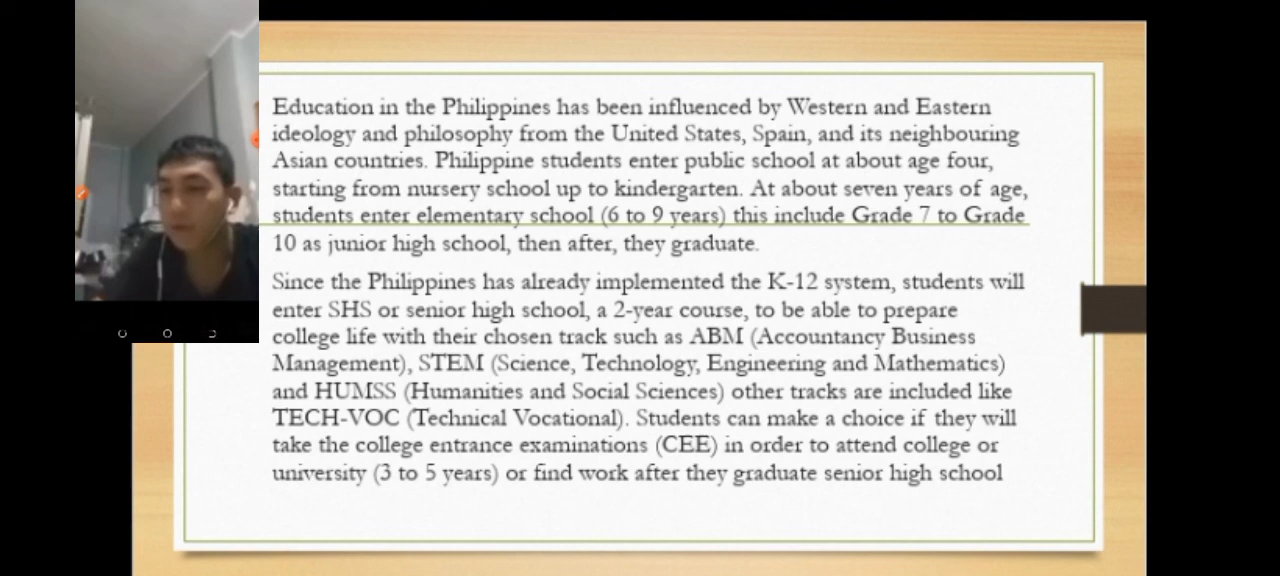 Education in the Philippines has been influenced by Western and Eastern
ideology and philosophy from the United States, Spain, and its neighbouring
Asian countries. Philippine students enter public school at about age four,
starting from nursery school up to kindergarten. At about seven years of age,
students enter elementary school (6 to 9 years) this include Grade 7 to Grade
10 as junior high school, then after, they graduate.
Since the Philippines has already implemented the K-12 system, students will
enter SHS or senior high school, a 2-year course, to be able to prepare
college life with their chosen track such as ABM (Accountancy Business
Management), STEM (Science, Technology, Engineering and Mathematics)
and HUMSS (Humanities and Social Sciences) other tracks are included like
TECH-VOC (Technical Vocational). Students can make a choice if they will
take the college entrance examinations (CEE) in order to attend college or
university (3 to 5 years) or find work after they graduate senior high school